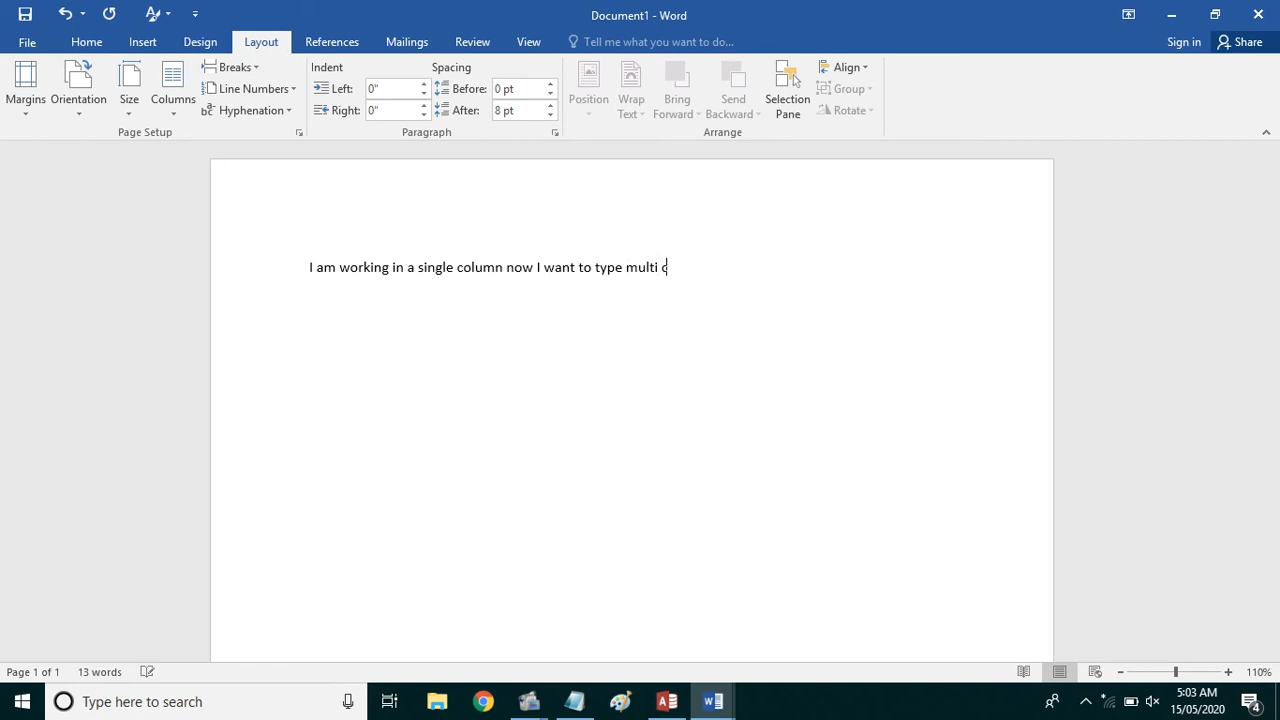 Document1 - Word
File Home Insert Design Layout References Mailings Review View Tell me what you want to do... Sign in Share
Margins Orientation Size Columns
Breaks
Line Numbers
Hyphenation
Page Setup
Indent
Left: 0"
Right: 0"
Spacing
Before: 0 pt
After: 8 pt
Paragraph
Position
Wrap Text
Bring Forward
Send Backward
Selection Pane
Align
Group
Rotate
Arrange
I am working in a single column now I want to type multi c
Page 1 of 1 13 words 110%
Type here to search
5:03 AM
15/05/2020
4